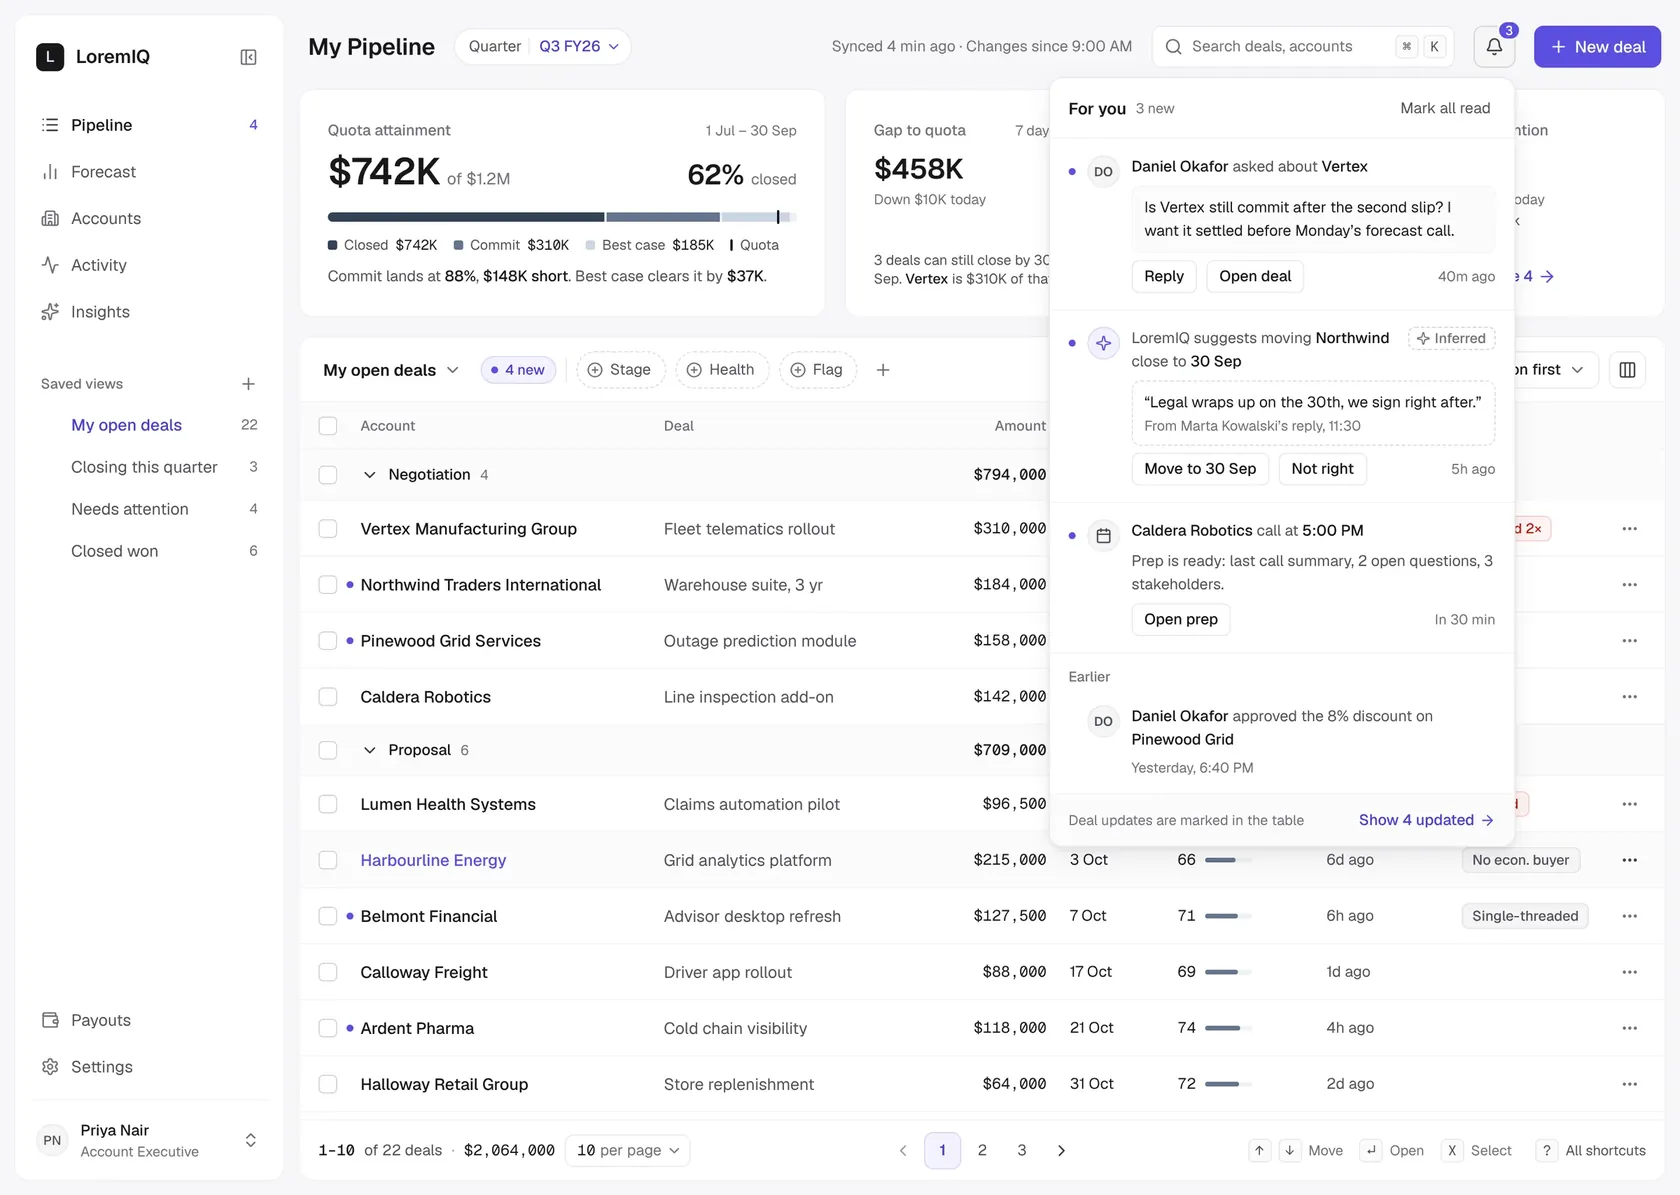 L LoremIQ
Pipeline 4
Forecast
Accounts
Activity
Insights
Saved views
My open deals 22
Closing this quarter 3
Needs attention 4
Closed won 6
Payouts
Settings
PN Priya Nair
Account Executive
My Pipeline Quarter Q3 FY26
Synced 4 min ago · Changes since 9:00 AM
Search deals, accounts ⌘ K
3
+ New deal
Quota attainment 1 Jul – 30 Sep
$742K of $1.2M 62% closed
Closed $742K Commit $310K Best case $185K Quota
Commit lands at 88%, $148K short. Best case clears it by $37K.
Gap to quota 7
$458K
Down $10K today
3 deals can still close by
Sep. Vertex is $310K of
4 →
My open deals 4 new Stage Health Flag +
first
Account Deal Amount
Negotiation 4 $794,000
Vertex Manufacturing Group Fleet telematics rollout $310,000 2×
Northwind Traders International Warehouse suite, 3 yr $184,000
Pinewood Grid Services Outage prediction module $158,000
Caldera Robotics Line inspection add-on $142,000
Proposal 6 $709,000
Lumen Health Systems Claims automation pilot $96,500
Harbourline Energy Grid analytics platform $215,000 3 Oct 66 6d ago No econ. buyer
Belmont Financial Advisor desktop refresh $127,500 7 Oct 71 6h ago Single-threaded
Calloway Freight Driver app rollout $88,000 17 Oct 69 1d ago
Ardent Pharma Cold chain visibility $118,000 21 Oct 74 4h ago
Halloway Retail Group Store replenishment $64,000 31 Oct 72 2d ago
1–10 of 22 deals · $2,064,000 10 per page
1 2 3
↑ ↓ Move ↵ Open X Select ? All shortcuts
For you 3 new Mark all read
DO Daniel Okafor asked about Vertex
Is Vertex still commit after the second slip? I
want it settled before Monday’s forecast call.
Reply Open deal 40m ago
LoremIQ suggests moving Northwind Inferred
close to 30 Sep
“Legal wraps up on the 30th, we sign right after.”
From Marta Kowalski’s reply, 11:30
Move to 30 Sep Not right 5h ago
Caldera Robotics call at 5:00 PM
Prep is ready: last call summary, 2 open questions, 3
stakeholders.
Open prep In 30 min
Earlier
DO Daniel Okafor approved the 8% discount on
Pinewood Grid
Yesterday, 6:40 PM
Deal updates are marked in the table Show 4 updated →